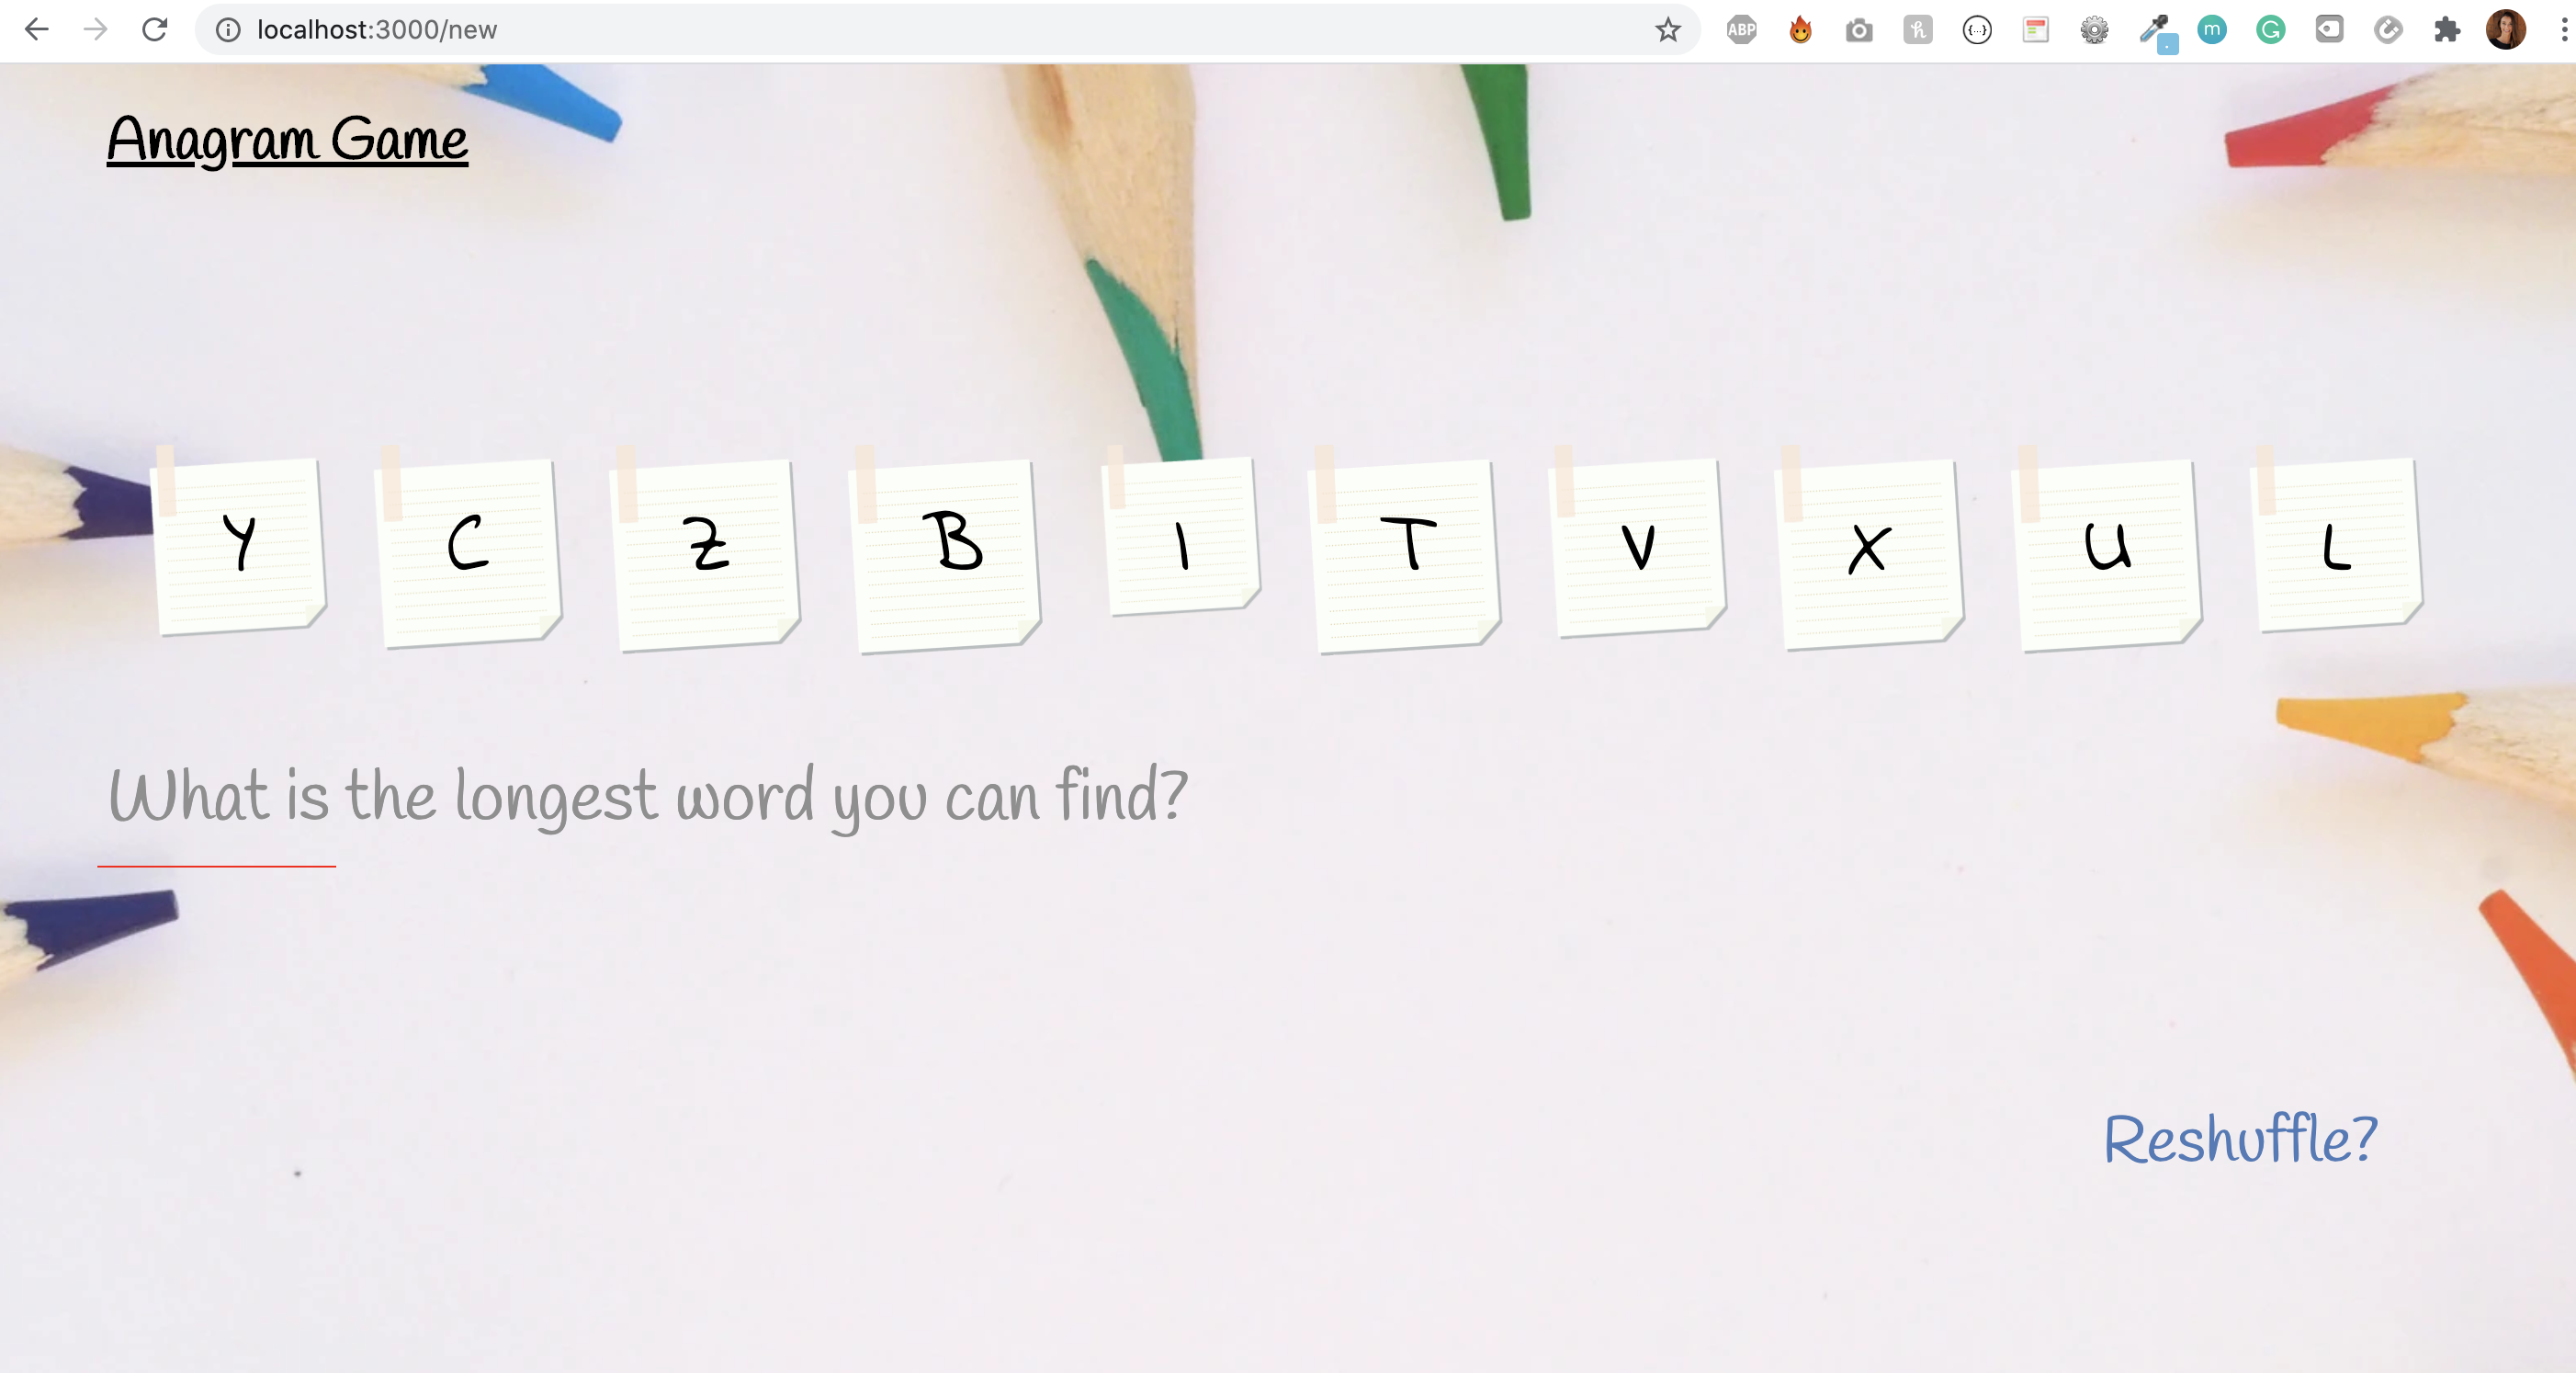 localhost:3000/new
ABP
h
{...}
m
G
Anagram Game
Y C Z B I T V X U L
What is the longest word you can find?
Reshuffle?